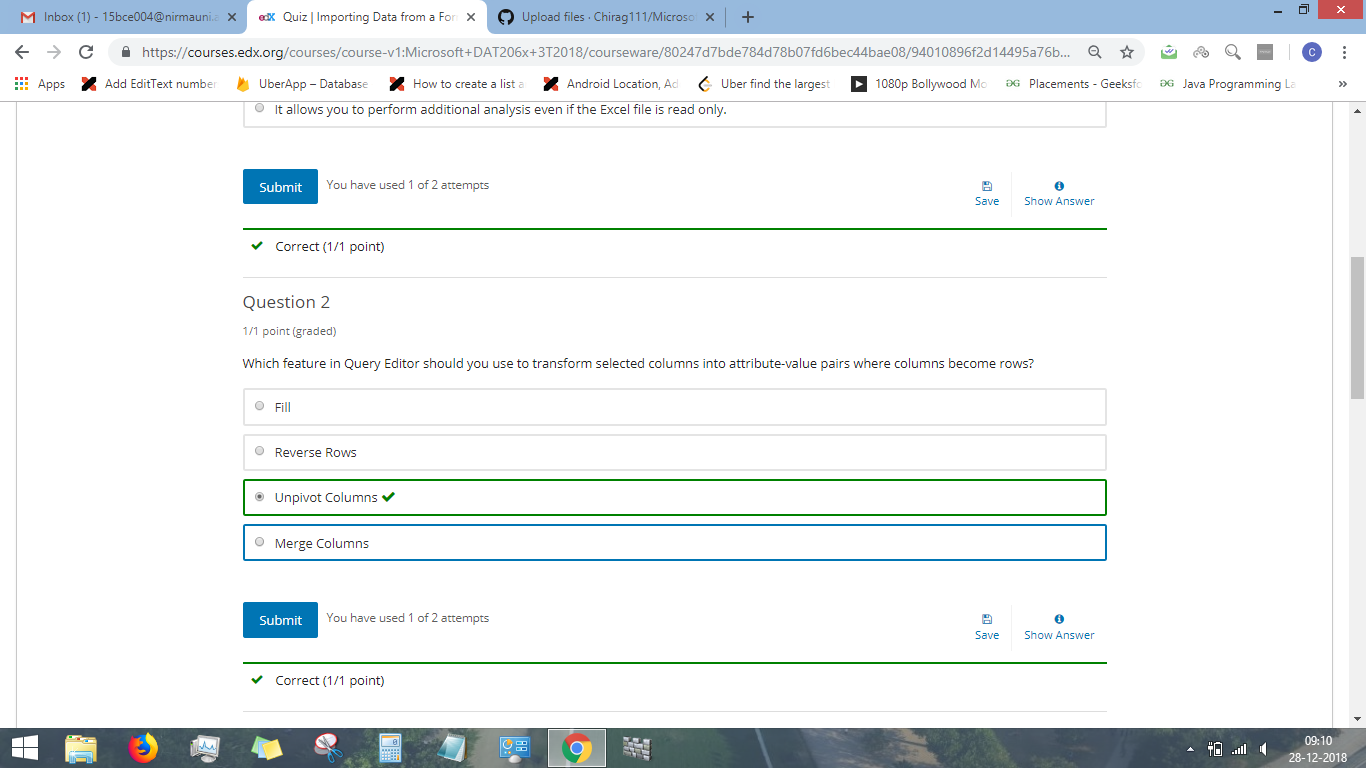 Inbox (1) - 15bce004@nirmauni.a
edX Quiz | Importing Data from a For
Upload files · Chirag111/Microsof
https://courses.edx.org/courses/course-v1:Microsoft+DAT206x+3T2018/courseware/80247d7bde784d78b07fd6bec44bae08/94010896f2d14495a76b...
C
Apps
Add EditText number
UberApp – Database
How to create a list a
Android Location, Ad
Uber find the largest
1080p Bollywood Mo
Placements - Geeksfo
Java Programming La
»
It allows you to perform additional analysis even if the Excel file is read only.
Submit
You have used 1 of 2 attempts
Save
Show Answer
Correct (1/1 point)
Question 2
1/1 point (graded)
Which feature in Query Editor should you use to transform selected columns into attribute-value pairs where columns become rows?
Fill
Reverse Rows
Unpivot Columns
Merge Columns
Submit
You have used 1 of 2 attempts
Save
Show Answer
Correct (1/1 point)
09:10
28-12-2018